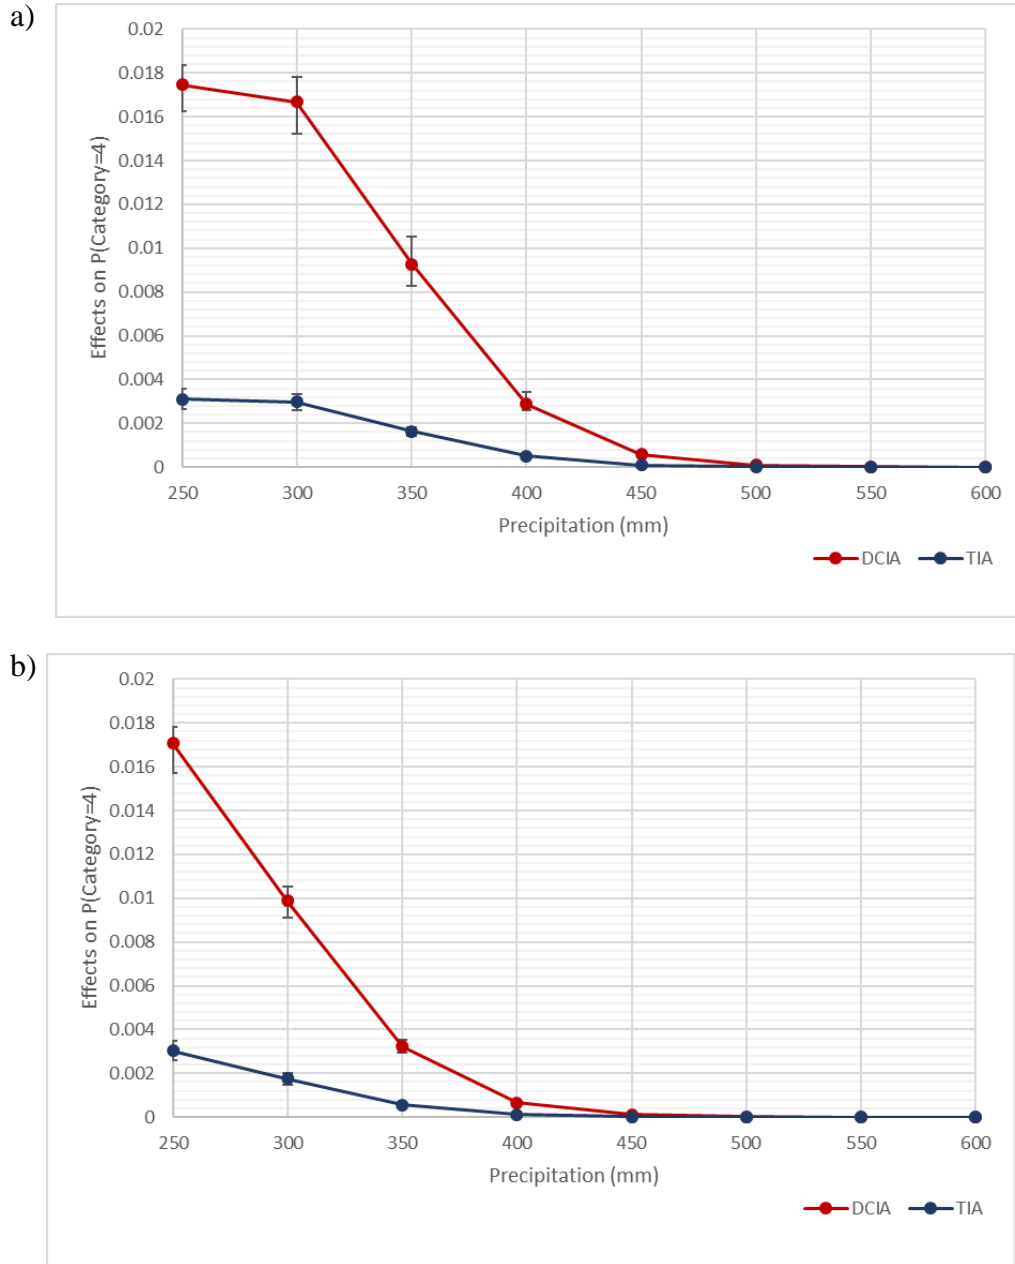 a)
0.02
0.018
0.016
0.014
0.012
0.01
0.008
0.006
0.004
0.002
0
Effects on P(Category=4)
250 300 350 400 450 500 550 600
Precipitation (mm)
DCIA TIA
b)
0.02
0.018
0.016
0.014
0.012
0.01
0.008
0.006
0.004
0.002
0
Effects on P(Category=4)
250 300 350 400 450 500 550 600
Precipitation (mm)
DCIA TIA